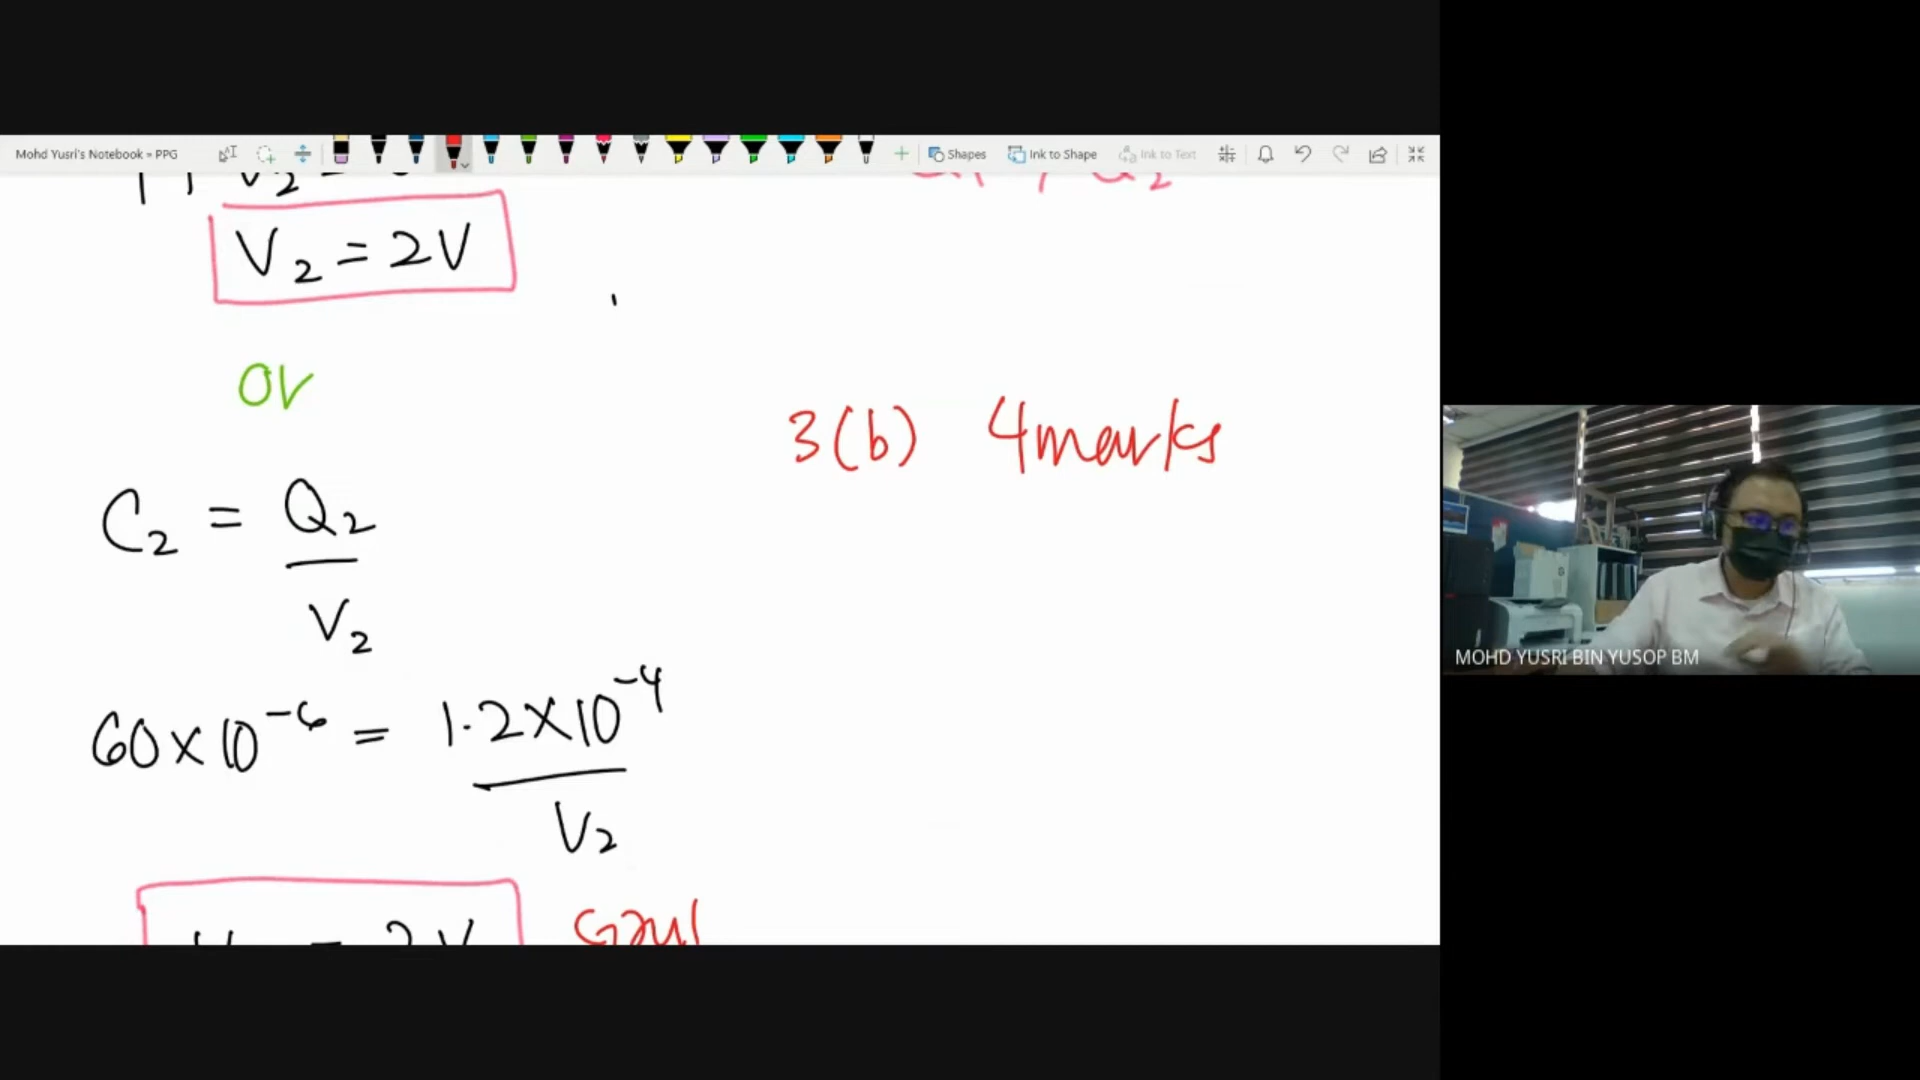 Mohd Yusri's Notebook » PPG
Shapes
Ink to Shape
Ink to Text
V2 = 2V
or
3(b) 4marks
C2 = Q2
V2
60×10-6 = 1.2×10-4
V2
MOHD YUSRI BIN YUSOP BM